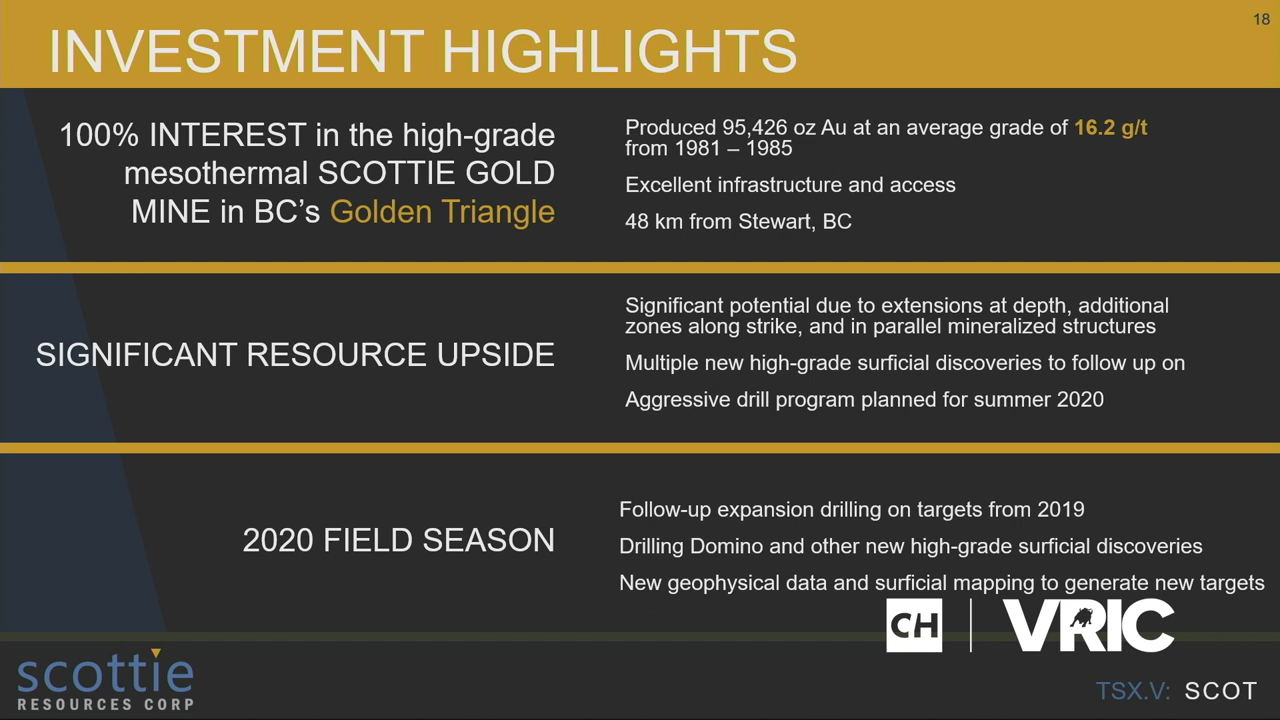 18
INVESTMENT HIGHLIGHTS
100% INTEREST in the high-grade
mesothermal SCOTTIE GOLD
MINE in BC’s Golden Triangle
Produced 95,426 oz Au at an average grade of 16.2 g/t
from 1981 – 1985
Excellent infrastructure and access
48 km from Stewart, BC
SIGNIFICANT RESOURCE UPSIDE
Significant potential due to extensions at depth, additional
zones along strike, and in parallel mineralized structures
Multiple new high-grade surficial discoveries to follow up on
Aggressive drill program planned for summer 2020
2020 FIELD SEASON
Follow-up expansion drilling on targets from 2019
Drilling Domino and other new high-grade surficial discoveries
New geophysical data and surficial mapping to generate new targets
CH VRIC
scottie
RESOURCES CORP
TSX.V: SCOT